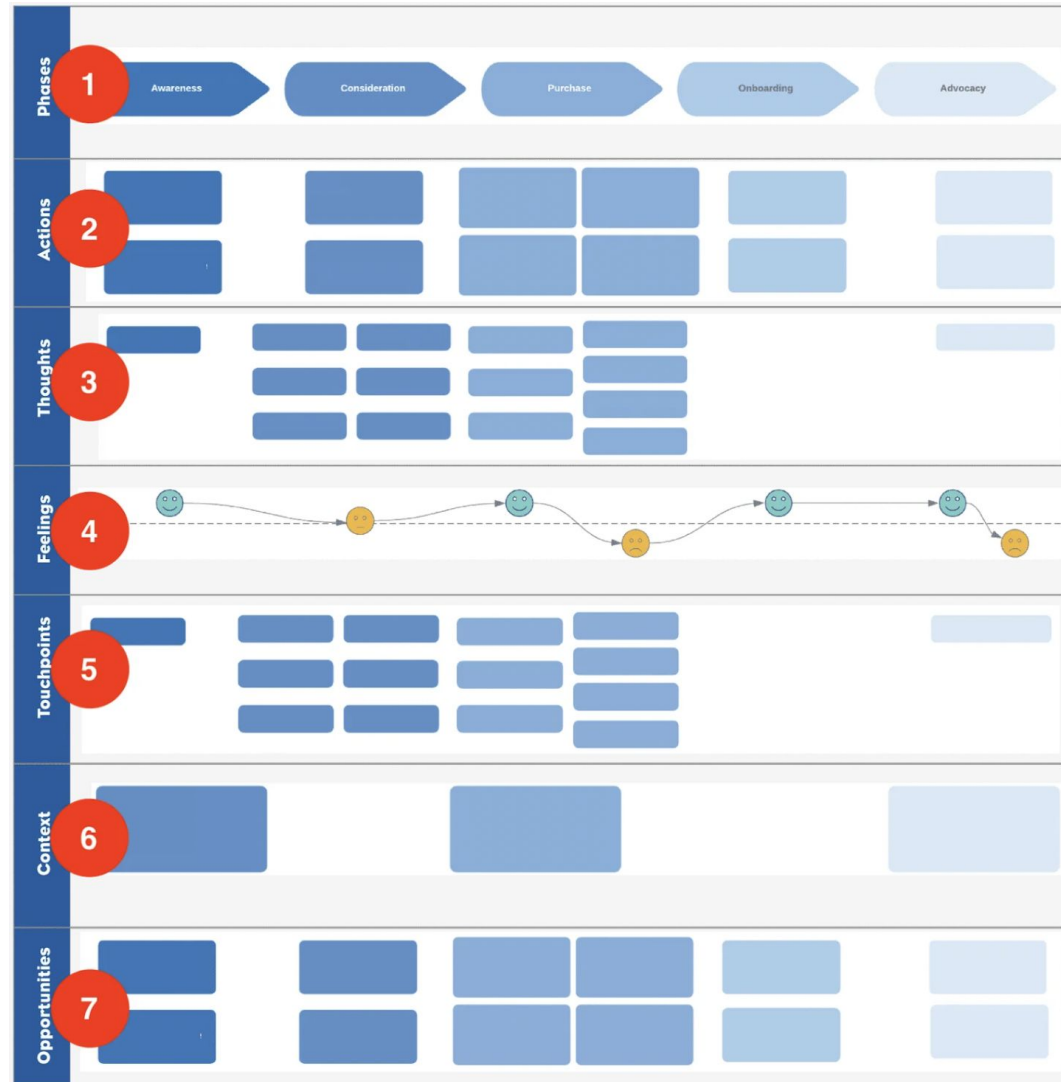 Phases
1
Awareness
Consideration
Purchase
Onboarding
Advocacy
Actions
2
!
Thoughts
3
Feelings
4
Touchpoints
5
Context
6
Opportunities
7
!